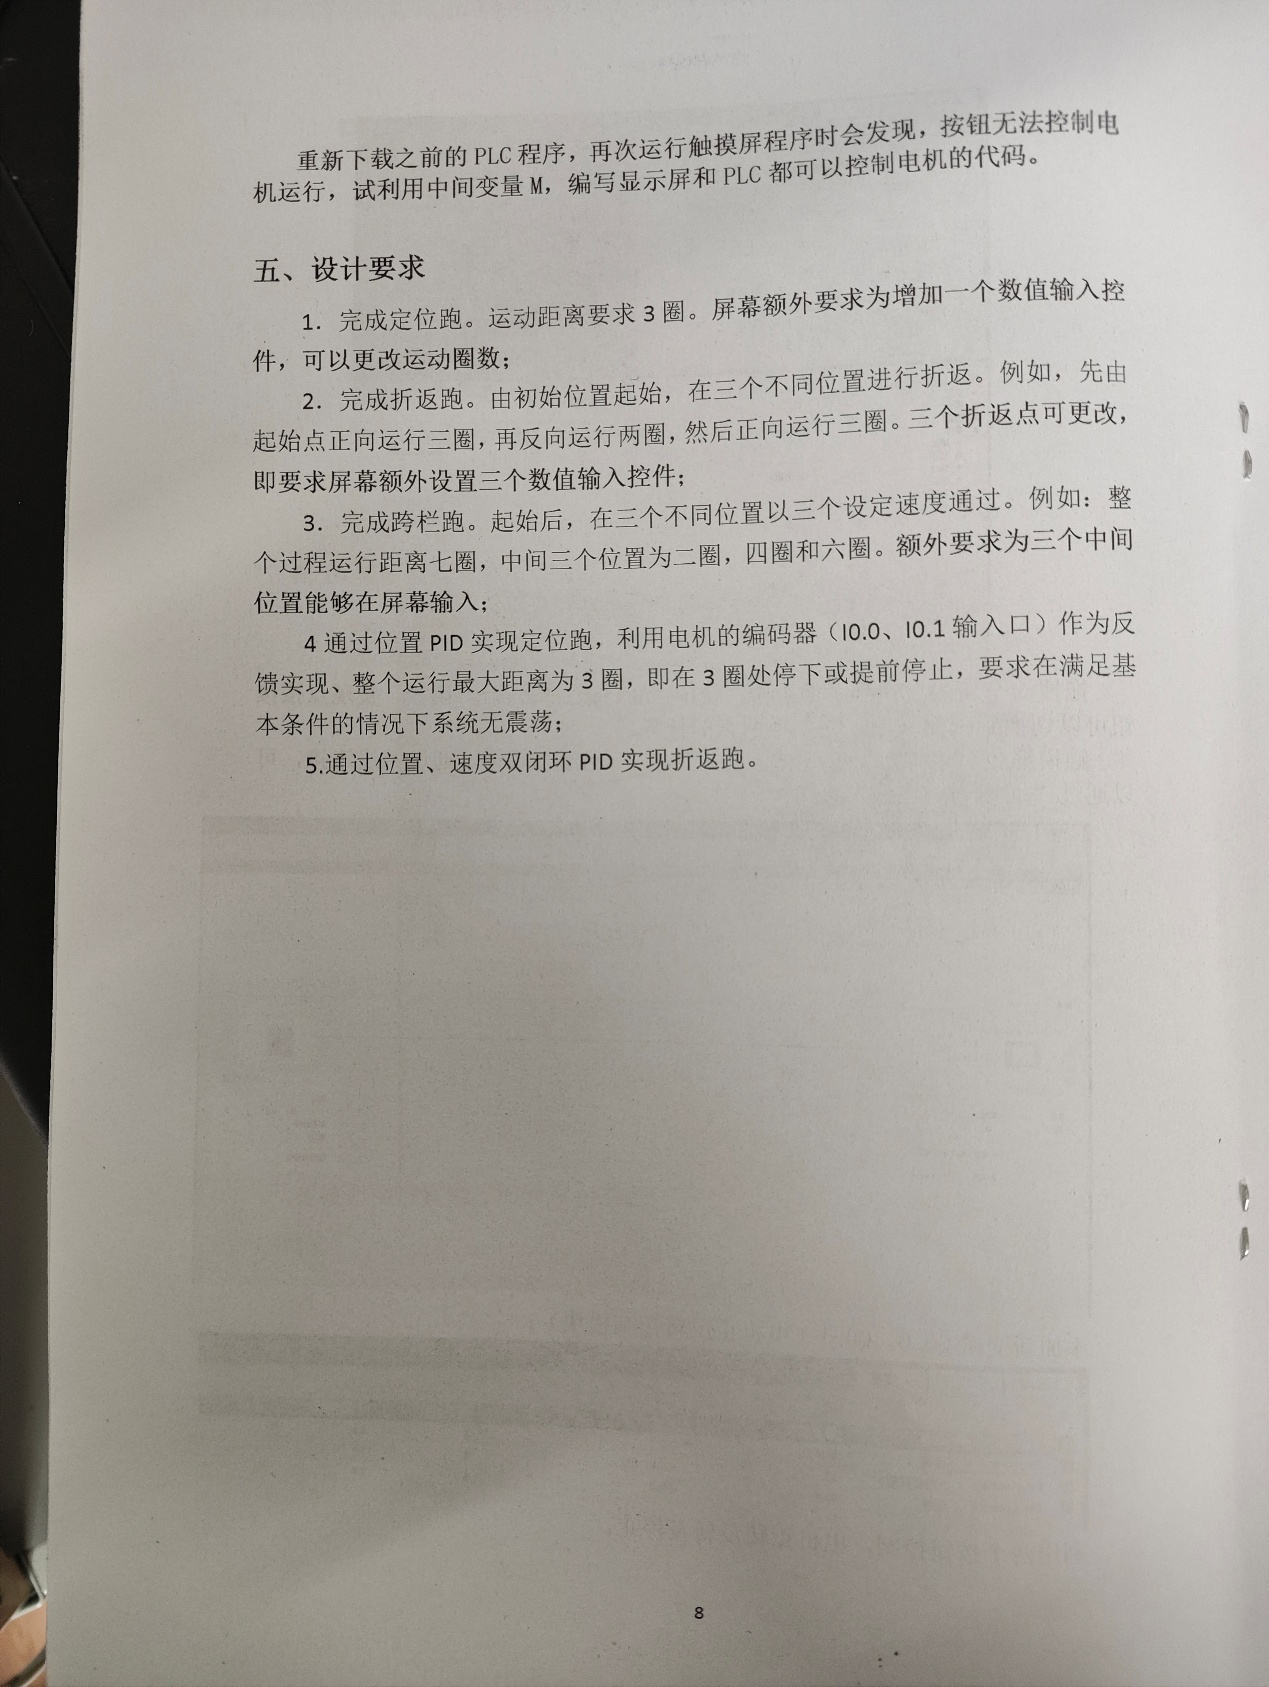 重新下载之前的 PLC 程序，再次运行触摸屏程序时会发现，按钮无法控制电
机运行，试利用中间变量 M，编写显示屏和 PLC 都可以控制电机的代码。
五、设计要求
1．完成定位跑。运动距离要求 3 圈。屏幕额外要求为增加一个数值输入控
件，可以更改运动圈数；
2．完成折返跑。由初始位置起始，在三个不同位置进行折返。例如，先由
起始点正向运行三圈，再反向运行两圈，然后正向运行三圈。三个折返点可更改，
即要求屏幕额外设置三个数值输入控件；
3．完成跨栏跑。起始后，在三个不同位置以三个设定速度通过。例如：整
个过程运行距离七圈，中间三个位置为二圈，四圈和六圈。额外要求为三个中间
位置能够在屏幕输入；
4 通过位置 PID 实现定位跑，利用电机的编码器（I0.0、I0.1 输入口）作为反
馈实现、整个运行最大距离为 3 圈，即在 3 圈处停下或提前停止，要求在满足基
本条件的情况下系统无震荡；
5.通过位置、速度双闭环 PID 实现折返跑。
8